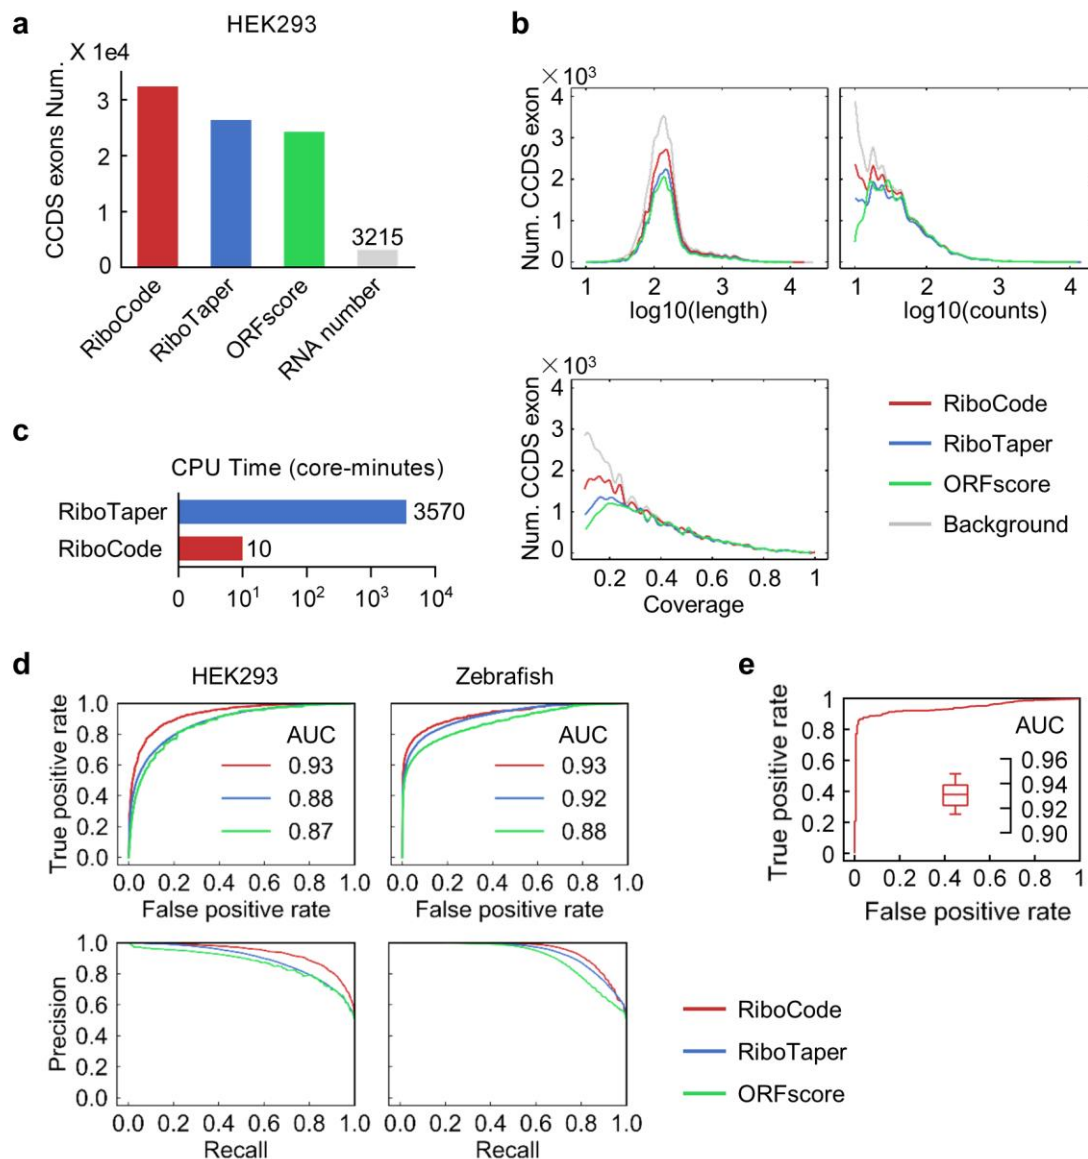 a
HEK293
X 1e4
CCDS exons Num.
3
2
1
0
3215
RiboCode
RiboTaper
ORFscore
RNA number
b
×10³
Num. CCDS exon
4
3
2
1
0
1 2 3 4
log10(length)
1 2 3 4
log10(counts)
×10³
Num. CCDS exon
4
3
2
1
0
0.2 0.4 0.6 0.8 1
Coverage
RiboCode
RiboTaper
ORFscore
Background
c
CPU Time (core-minutes)
RiboTaper 3570
RiboCode 10
0 10¹ 10² 10³ 10⁴
d
HEK293
True positive rate
1.0
0.8
0.6
0.4
0.2
0.0
AUC
0.93
0.88
0.87
0.0 0.2 0.4 0.6 0.8 1.0
False positive rate
Zebrafish
AUC
0.93
0.92
0.88
0.0 0.2 0.4 0.6 0.8 1.0
False positive rate
Precision
1.0
0.8
0.6
0.4
0.2
0.0
0.0 0.2 0.4 0.6 0.8 1.0
Recall
0.0 0.2 0.4 0.6 0.8 1.0
Recall
RiboCode
RiboTaper
ORFscore
e
True positive rate
1
0.8
0.6
0.4
0.2
0
AUC
0.96
0.94
0.92
0.90
0 0.2 0.4 0.6 0.8 1
False positive rate